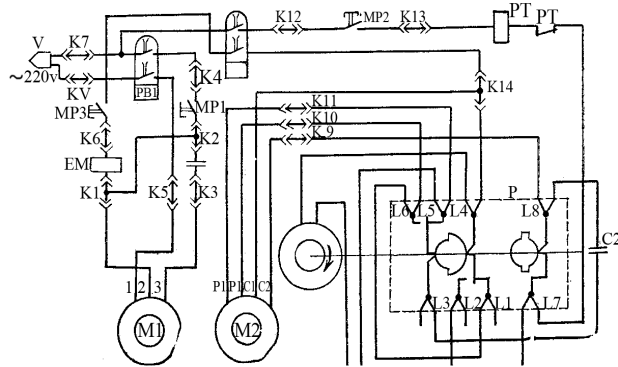 K12 MP2 K13 PT PT
V K7
~220v K4 K14
KV PB1
MP3 MP1 K11
K6 K2 K10
K9
EM
K1 K5 K3 P
L6 L5 L4 L8
C2
1 2 3 P1 P1 C1 C2 L3 L2 L1 L7
M1 M2